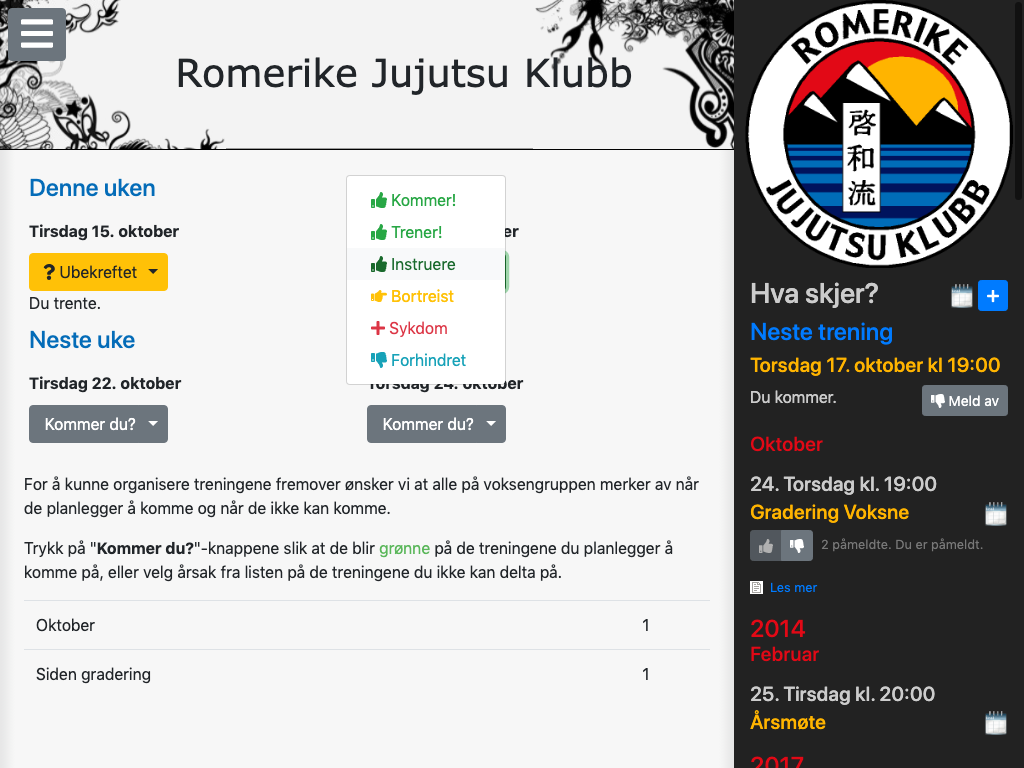 Romerike Jujutsu Klubb
Denne uken
Tirsdag 15. oktober
? Ubekreftet
Du trente.
Kommer!
Trener!
Instruere
Bortreist
Sykdom
Forhindret
Neste uke
Tirsdag 22. oktober
Torsdag 24. oktober
Kommer du?
Kommer du?
For å kunne organisere treningene fremover ønsker vi at alle på voksengruppen merker av når
de planlegger å komme og når de ikke kan komme.
Trykk på "Kommer du?"-knappene slik at de blir grønne på de treningene du planlegger å
komme på, eller velg årsak fra listen på de treningene du ikke kan delta på.
Oktober 1
Siden gradering 1
ROMERIKE
啓和流
JUJUTSU KLUBB
Hva skjer?
+
Neste trening
Torsdag 17. oktober kl 19:00
Du kommer.
Meld av
Oktober
24. Torsdag kl. 19:00
Gradering Voksne
2 påmeldte. Du er påmeldt.
Les mer
2014
Februar
25. Tirsdag kl. 20:00
Årsmøte
2017